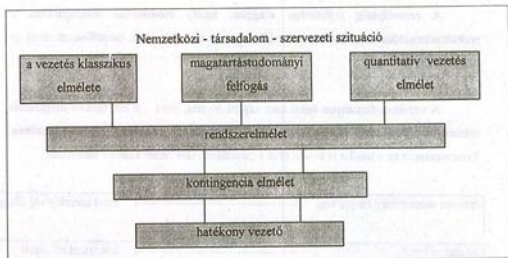 Nemzetközi - társadalom - szervezeti szituáció
a vezetés klasszikus
elmélete
magatartástudományi
felfogás
quantitatív vezetés
elmélet
rendszerelmélet
kontingencia elmélet
hatékony vezető